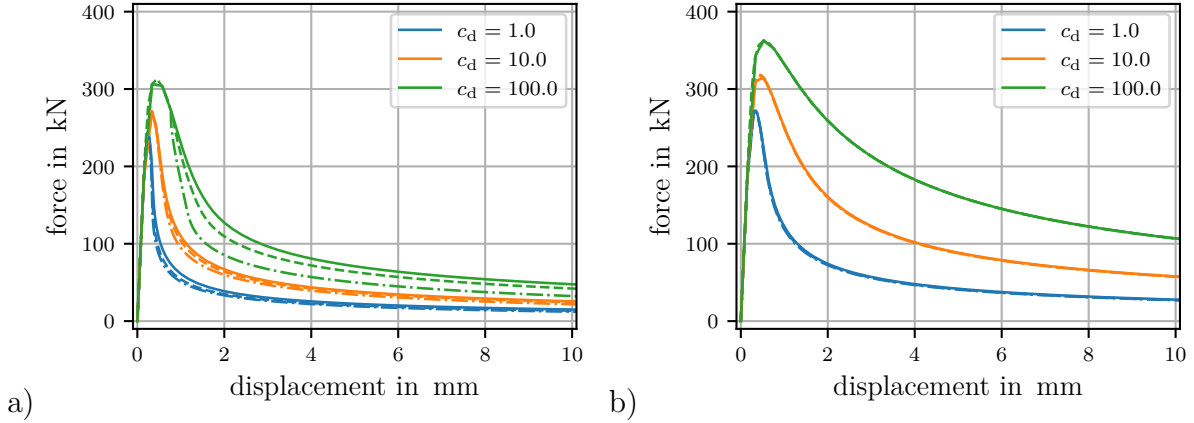 400
300
200
100
0
force in kN
0 2 4 6 8 10
displacement in mm
c_d = 1.0
c_d = 10.0
c_d = 100.0
a)
400
300
200
100
0
force in kN
0 2 4 6 8 10
displacement in mm
c_d = 1.0
c_d = 10.0
c_d = 100.0
b)